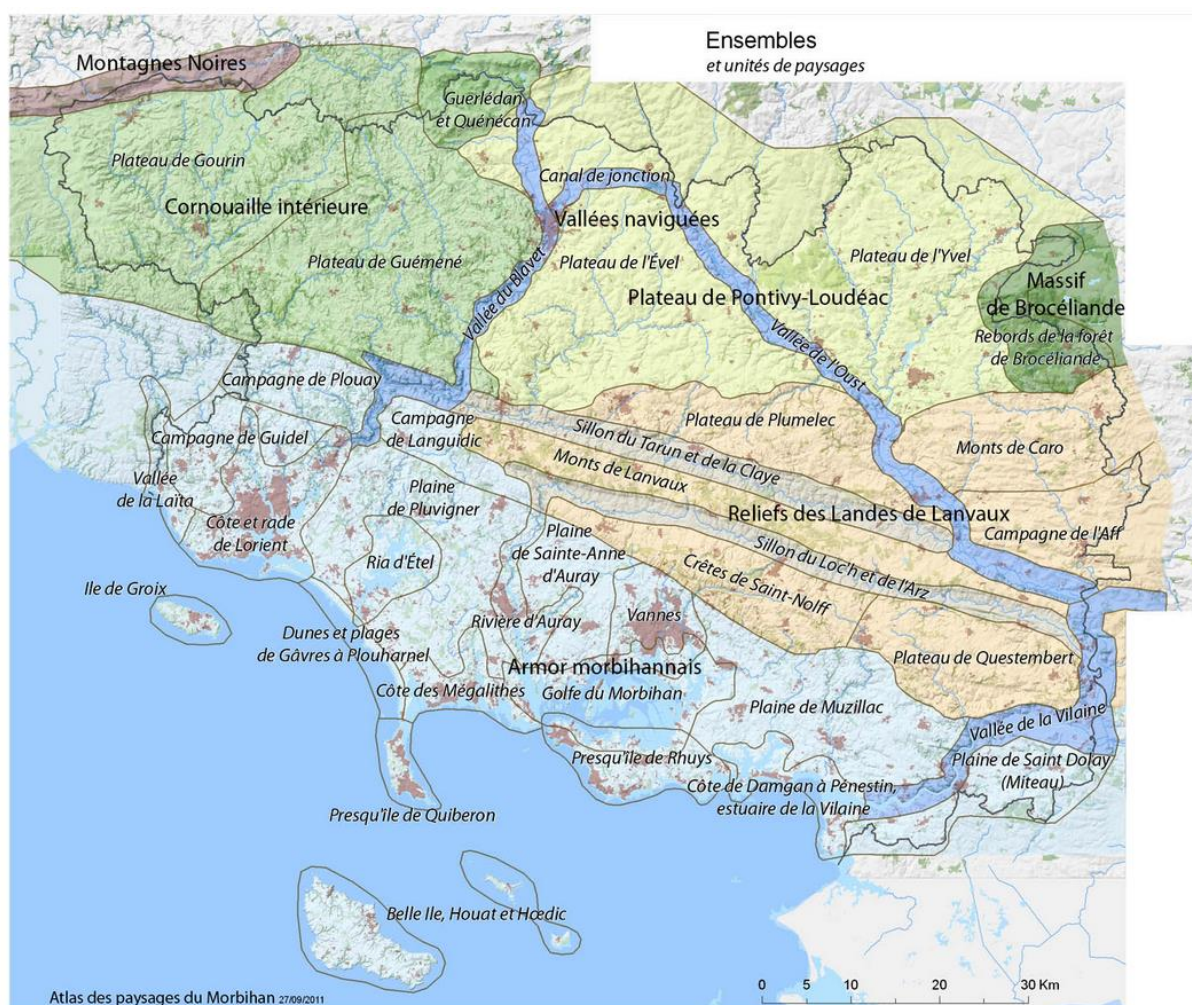 Ensembles
et unités de paysages
Montagnes Noires
Guerlédan
et Quénécan
Plateau de Gourin
Canal de jonction
Cornouaille intérieure
Vallées naviguées
Plateau de Guémené
Plateau de l'Ével
Plateau de l'Yvel
Vallée du Blavet
Massif
de Brocéliande
Plateau de Pontivy-Loudéac
Rebords de la forêt
de Brocéliande
Vallée de l'Oust
Campagne de Plouay
Campagne
de Languidic
Plateau de Plumelec
Campagne de Guidel
Sillon du Tarun et de la Claye
Monts de Caro
Monts de Lanvaux
Vallée
de la Laïta
Plaine
de Pluvigner
Reliefs des Landes de Lanvaux
Côte et rade
de Lorient
Plaine
de Sainte-Anne
d'Auray
Campagne de l'Aff
Ria d'Étel
Sillon du Loc'h et de l'Arz
Crêtes de Saint-Nolff
Ile de Groix
Rivière d'Auray
Vannes
Dunes et plages
de Gâvres à Plouharnel
Armor morbihannais
Plateau de Questembert
Côte des Mégalithes
Golfe du Morbihan
Plaine de Muzillac
Vallée de la Vilaine
Presqu'île de Rhuys
Plaine de Saint Dolay
(Miteau)
Côte de Damgan à Pénestin,
estuaire de la Vilaine
Presqu'île de Quiberon
Belle Ile, Houat et Hœdic
0 5 10 20 30 Km
Atlas des paysages du Morbihan 27/09/2011